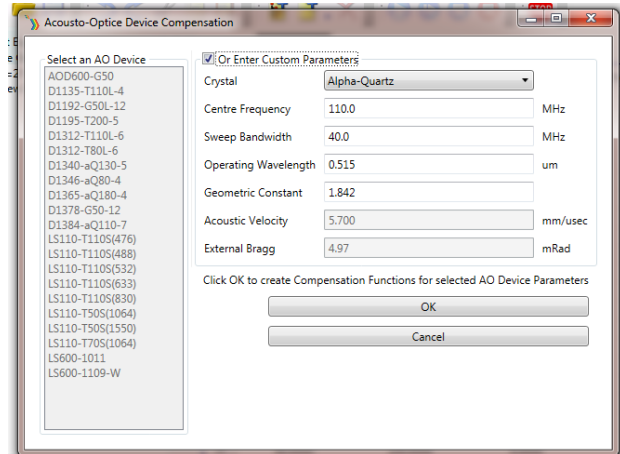 Acousto-Optice Device Compensation
Select an AO Device
AOD600-G50
D1135-T110L-4
D1192-G50L-12
D1195-T200-5
D1312-T110L-6
D1312-T80L-6
D1340-aQ130-5
D1346-aQ80-4
D1365-aQ180-4
D1378-G50-12
D1384-aQ110-7
LS110-T110S(476)
LS110-T110S(488)
LS110-T110S(532)
LS110-T110S(633)
LS110-T110S(830)
LS110-T50S(1064)
LS110-T50S(1550)
LS110-T70S(1064)
LS600-1011
LS600-1109-W
Or Enter Custom Parameters
Crystal Alpha-Quartz
Centre Frequency 110.0 MHz
Sweep Bandwidth 40.0 MHz
Operating Wavelength 0.515 um
Geometric Constant 1.842
Acoustic Velocity 5.700 mm/usec
External Bragg 4.97 mRad
Click OK to create Compensation Functions for selected AO Device Parameters
OK
Cancel